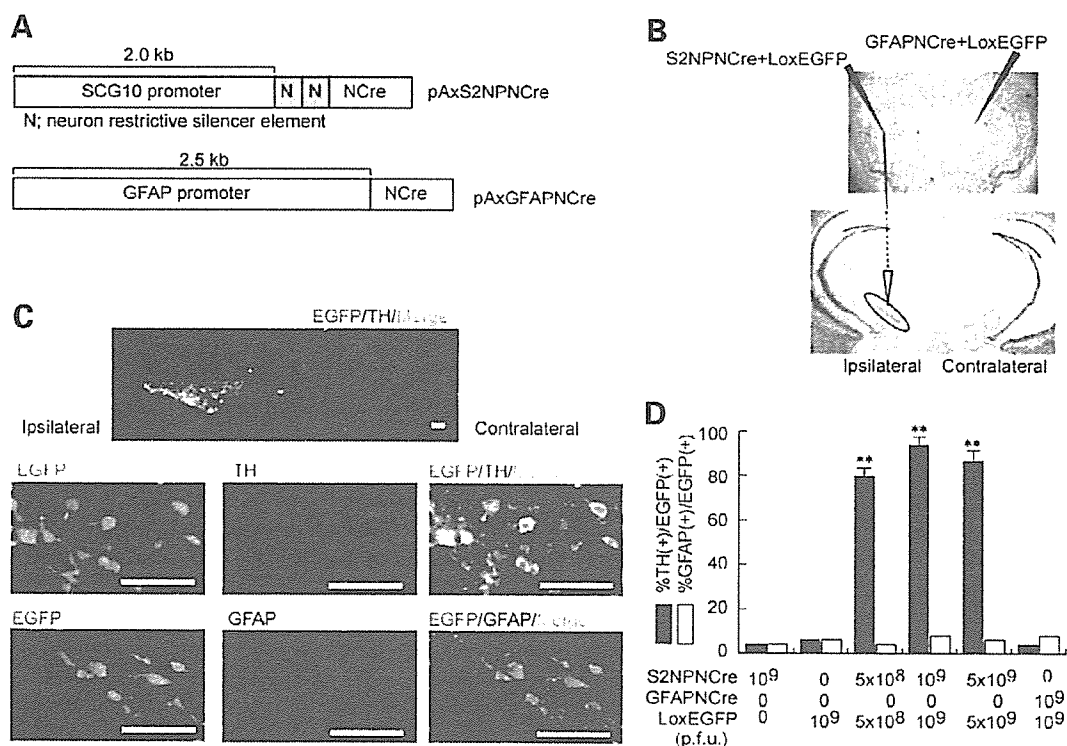 A
2.0 kb
SCG10 promoter N N NCre pAxS2NPNCre
N; neuron restrictive silencer element
2.5 kb
GFAP promoter NCre pAxGFAPNCre
B
S2NPNCre+LoxEGFP GFAPNCre+LoxEGFP
Ipsilateral Contralateral
C
EGFP/TH/Merge
Ipsilateral Contralateral
EGFP TH EGFP/TH/
EGFP GFAP EGFP/GFAP/Merge
D
%TH(+)/EGFP(+)
%GFAP(+)/EGFP(+)
100
80
60
40
20
0
** ** **
S2NPNCre 10⁹ 0 5x10⁸ 10⁹ 5x10⁹ 0
GFAPNCre 0 0 0 0 0 10⁹
LoxEGFP 0 10⁹ 5x10⁸ 10⁹ 5x10⁹ 10⁹
(p.f.u.)